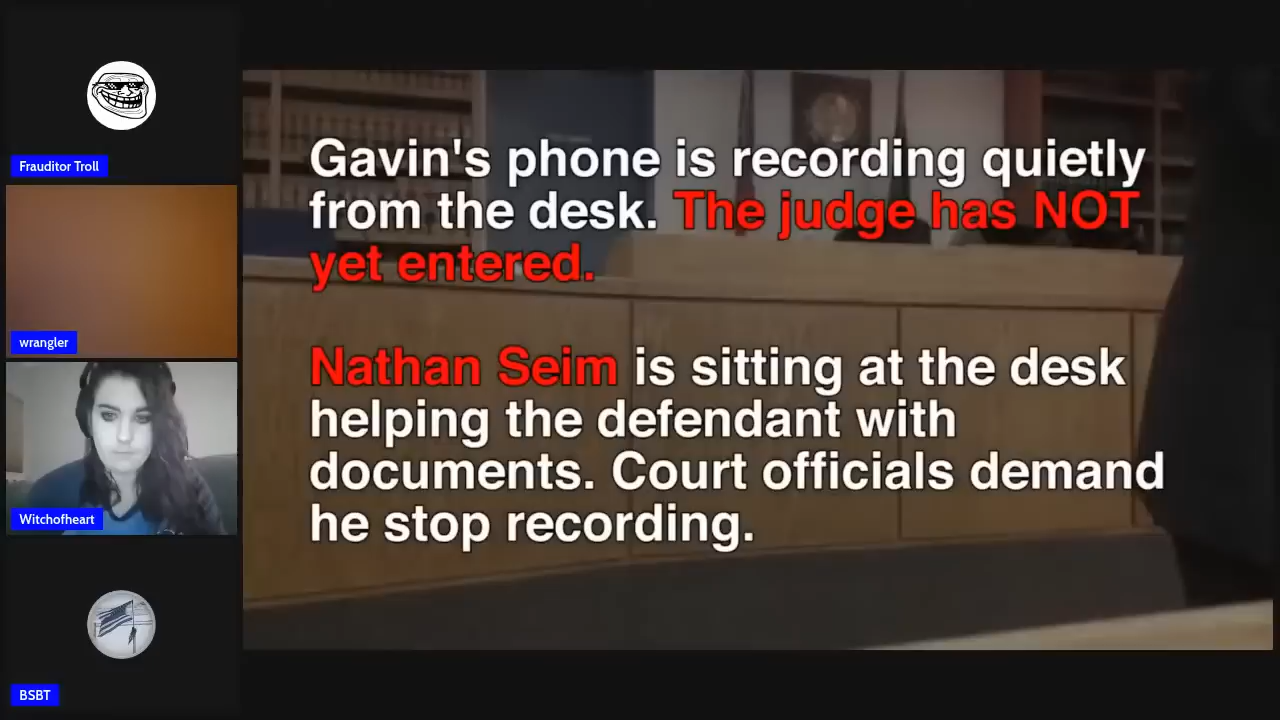 Frauditor Troll
wrangler
Witchofheart
BSBT
Gavin's phone is recording quietly
from the desk. The judge has NOT
yet entered.
Nathan Seim is sitting at the desk
helping the defendant with
documents. Court officials demand
he stop recording.